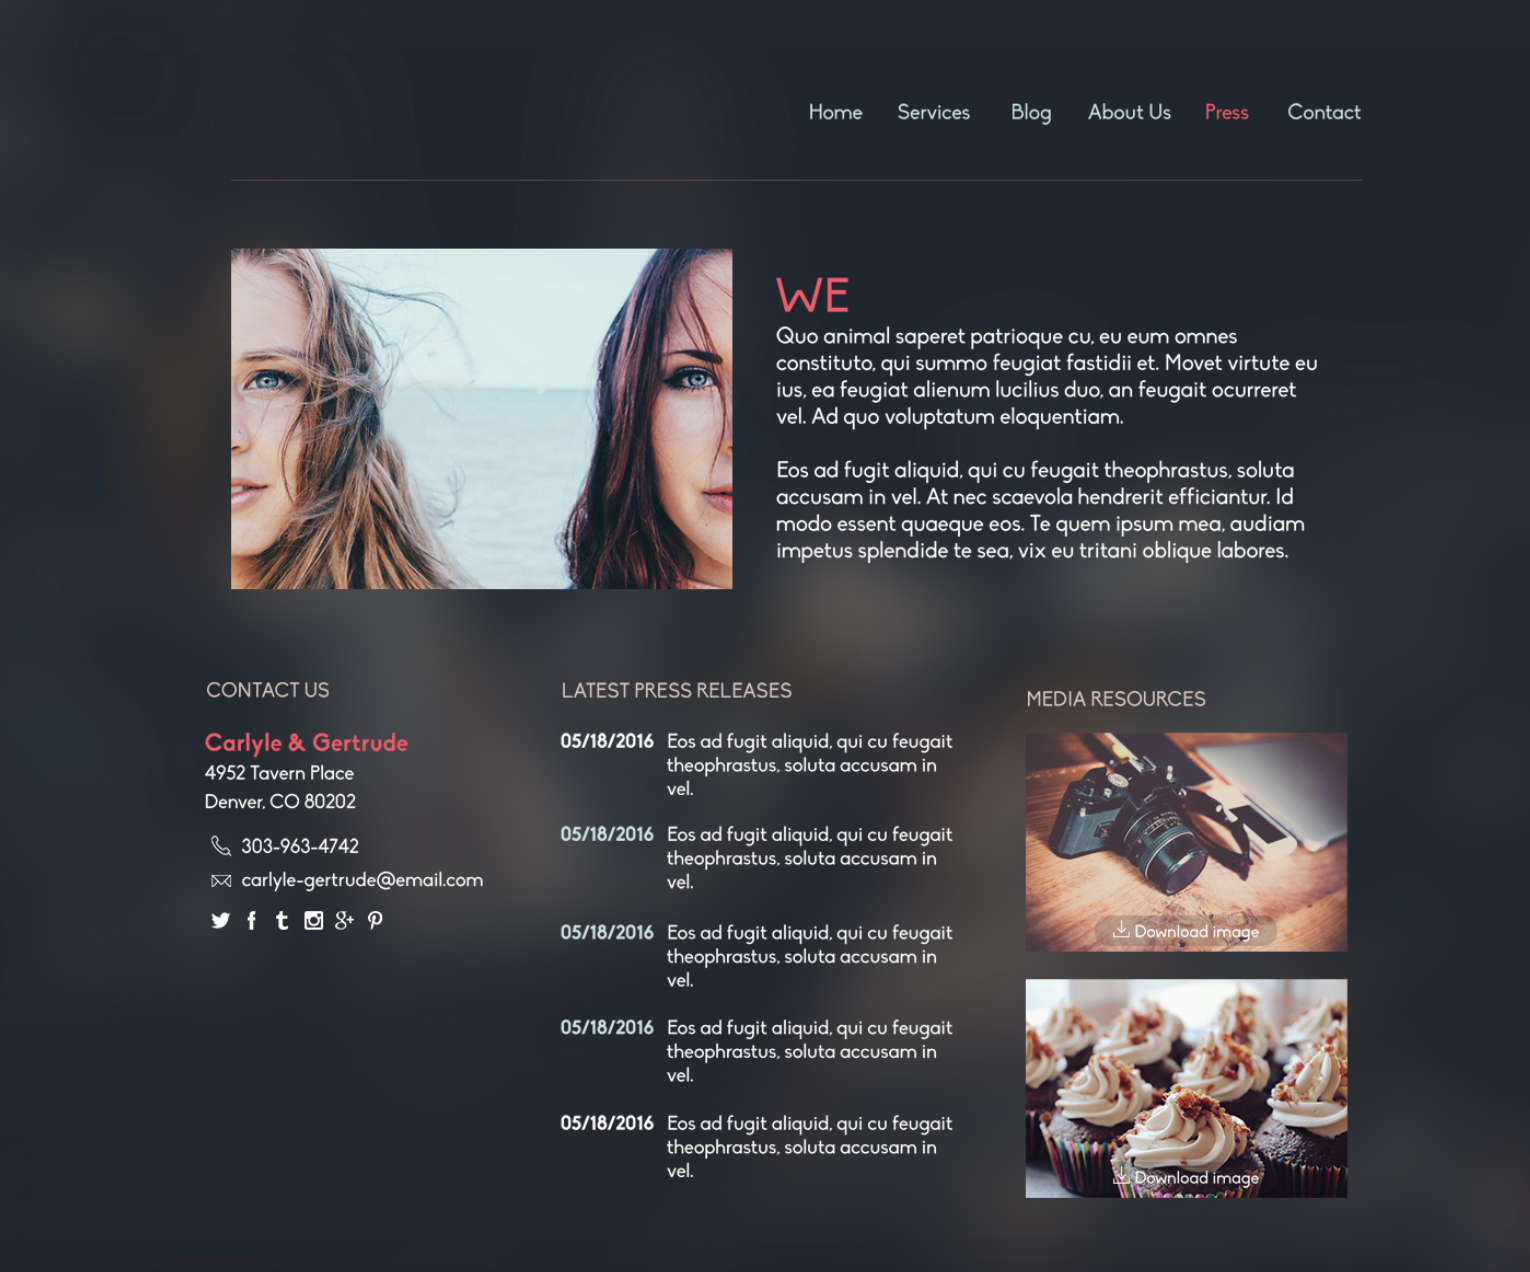 Home Services Blog About Us Press Contact
WE
Quo animal saperet patrioque cu, eu eum omnes
constituto, qui summo feugiat fastidii et. Movet virtute eu
ius, ea feugiat alienum lucilius duo, an feugait ocurreret
vel. Ad quo voluptatum eloquentiam.
Eos ad fugit aliquid, qui cu feugait theophrastus, soluta
accusam in vel. At nec scaevola hendrerit efficiantur. Id
modo essent quaeque eos. Te quem ipsum mea, audiam
impetus splendide te sea, vix eu tritani oblique labores.
CONTACT US
Carlyle & Gertrude
4952 Tavern Place
Denver, CO 80202
303-963-4742
carlyle-gertrude@email.com
LATEST PRESS RELEASES
05/18/2016 Eos ad fugit aliquid, qui cu feugait
theophrastus, soluta accusam in
vel.
05/18/2016 Eos ad fugit aliquid, qui cu feugait
theophrastus, soluta accusam in
vel.
05/18/2016 Eos ad fugit aliquid, qui cu feugait
theophrastus, soluta accusam in
vel.
05/18/2016 Eos ad fugit aliquid, qui cu feugait
theophrastus, soluta accusam in
vel.
05/18/2016 Eos ad fugit aliquid, qui cu feugait
theophrastus, soluta accusam in
vel.
MEDIA RESOURCES
Download image
Download image